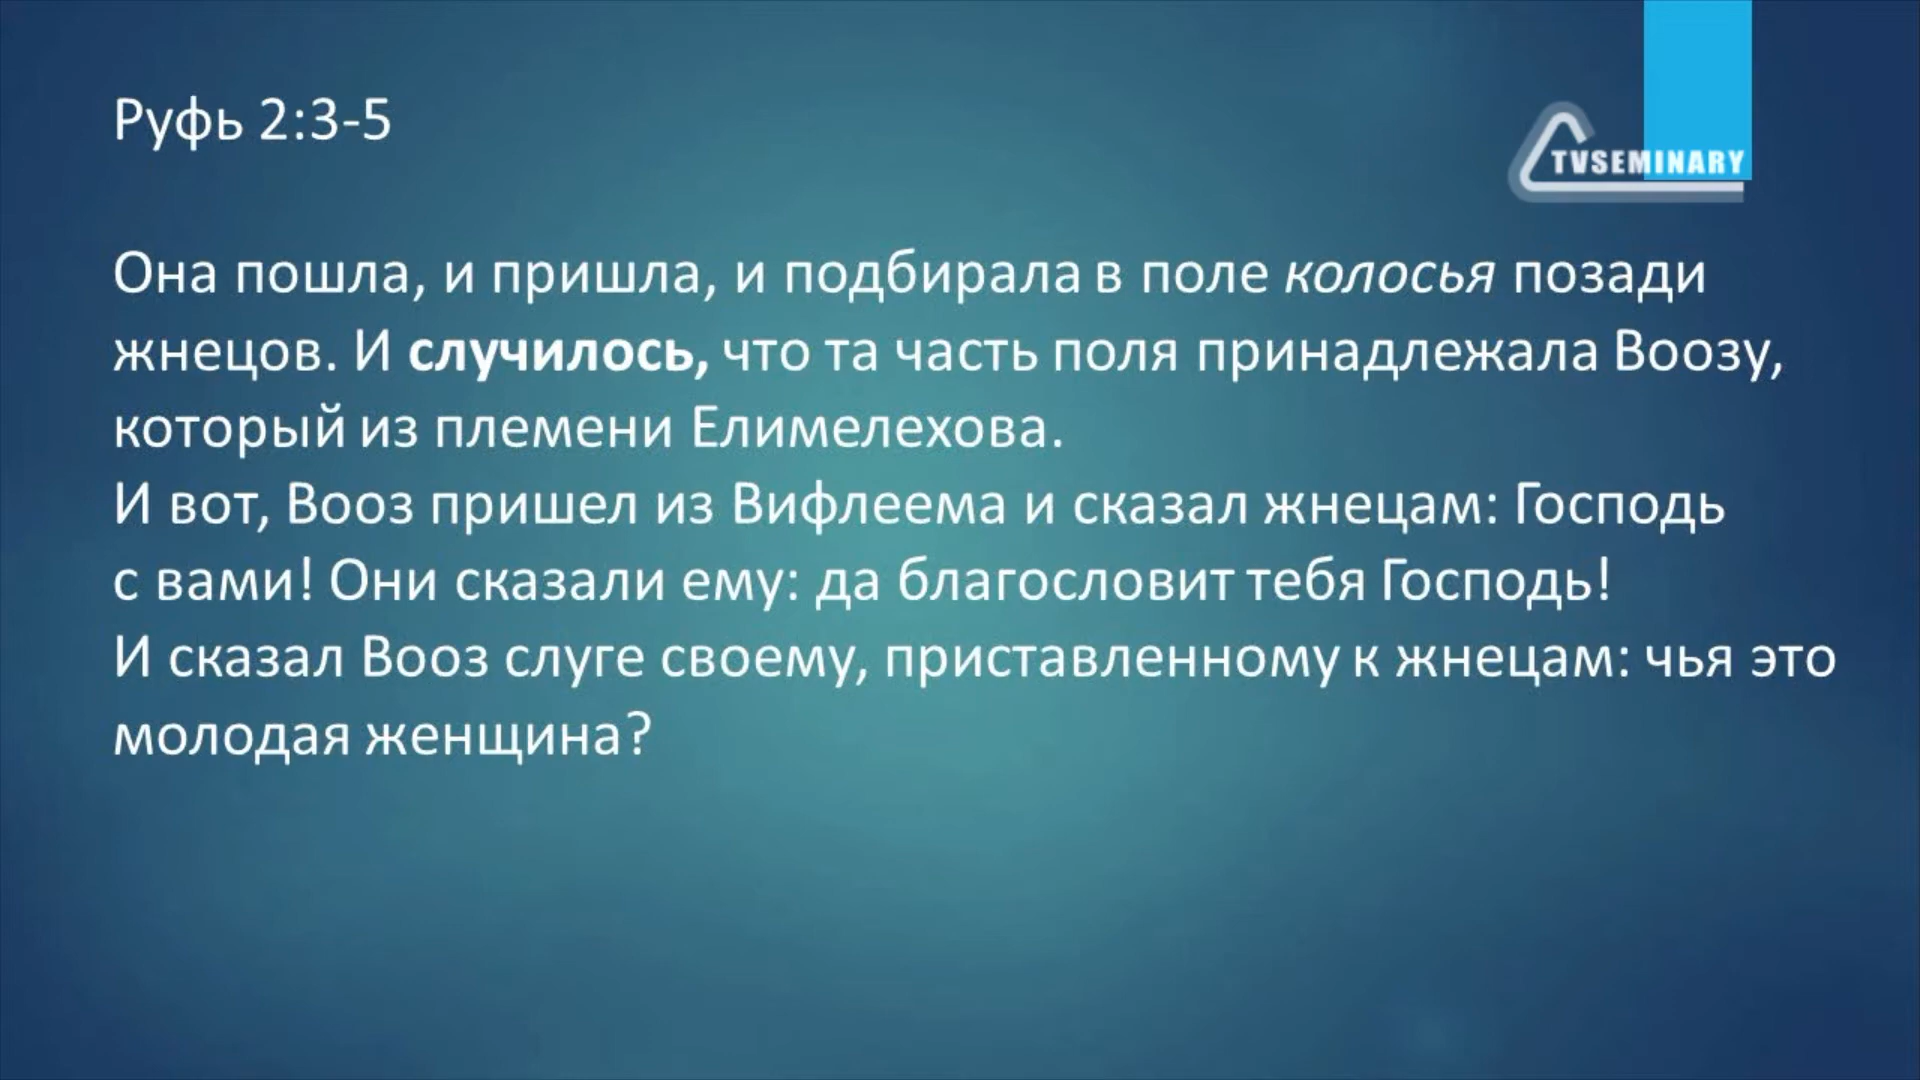 Руфь 2:3-5
TVSEMINARY
Она пошла, и пришла, и подбирала в поле колосья позади
жнецов. И случилось, что та часть поля принадлежала Воозу,
который из племени Елимелехова.
И вот, Вооз пришел из Вифлеема и сказал жнецам: Господь
с вами! Они сказали ему: да благословит тебя Господь!
И сказал Вооз слуге своему, приставленному к жнецам: чья это
молодая женщина?